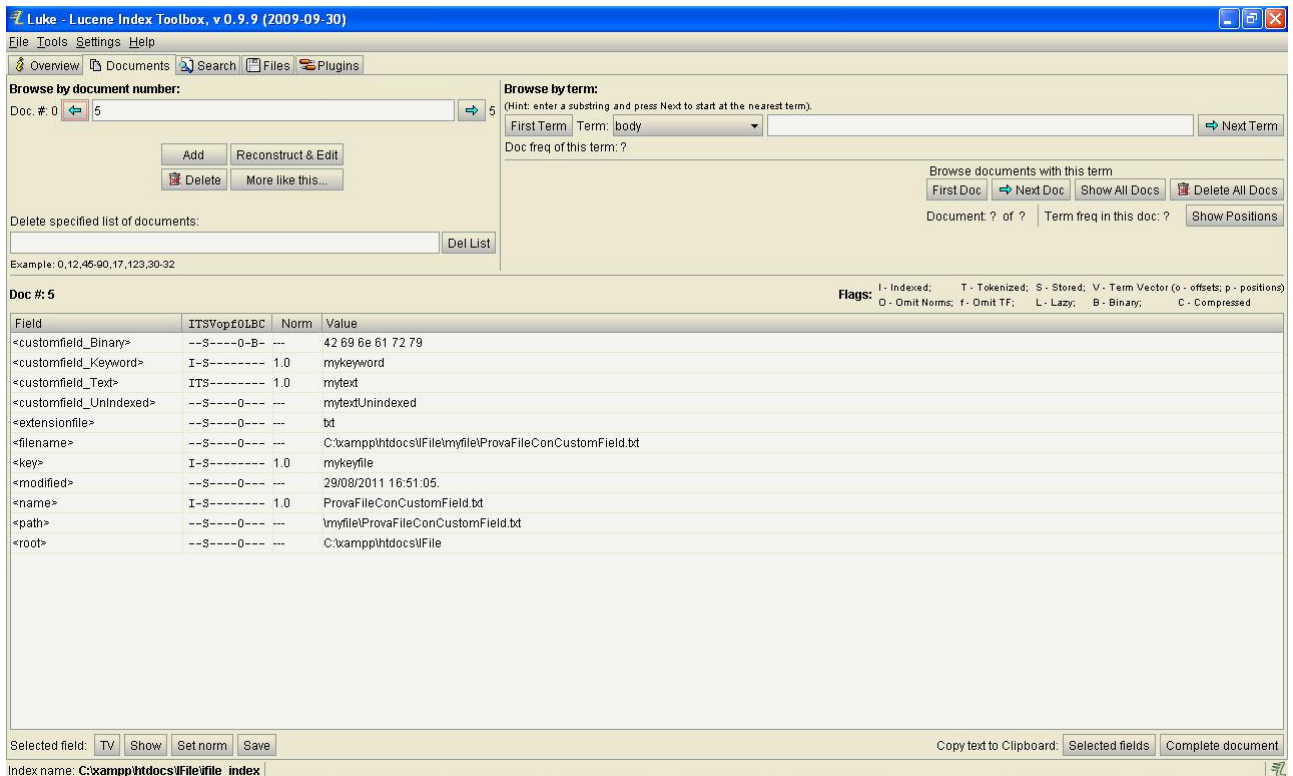 Luke - Lucene Index Toolbox, v 0.9.9 (2009-09-30)
File Tools Settings Help
Overview Documents Search Files Plugins
Browse by document number:
Doc. #: 0 5 5
Add Reconstruct & Edit
Delete More like this...
Delete specified list of documents:
Del List
Example: 0,12,45-90,17,123,30-32
Browse by term:
(Hint: enter a substring and press Next to start at the nearest term).
First Term Term: body Next Term
Doc freq of this term: ?
Browse documents with this term
First Doc Next Doc Show All Docs Delete All Docs
Document: ? of ? Term freq in this doc: ? Show Positions
Doc #: 5
Flags: I - Indexed; T - Tokenized; S - Stored; V - Term Vector (o - offsets; p - positions)
O - Omit Norms; f - Omit TF; L - Lazy; B - Binary; C - Compressed
Field ITSVopfOLBC Norm Value
<customfield_Binary> --S----O-B- --- 42 69 6e 61 72 79
<customfield_Keyword> I-S-------- 1.0 mykeyword
<customfield_Text> ITS-------- 1.0 mytext
<customfield_UnIndexed> --S----O--- --- mytextUnindexed
<extensionfile> --S----O--- --- txt
<filename> --S----O--- --- C:\xampp\htdocs\IFile\myfile\ProvaFileConCustomField.txt
<key> I-S-------- 1.0 mykeyfile
<modified> --S----O--- --- 29/08/2011 16:51:05.
<name> I-S-------- 1.0 ProvaFileConCustomField.txt
<path> --S----O--- --- \myfile\ProvaFileConCustomField.txt
<root> --S----O--- --- C:\xampp\htdocs\IFile
Selected field: TV Show Set norm Save Copy text to Clipboard: Selected fields Complete document
Index name: C:\xampp\htdocs\IFile\ifile_index